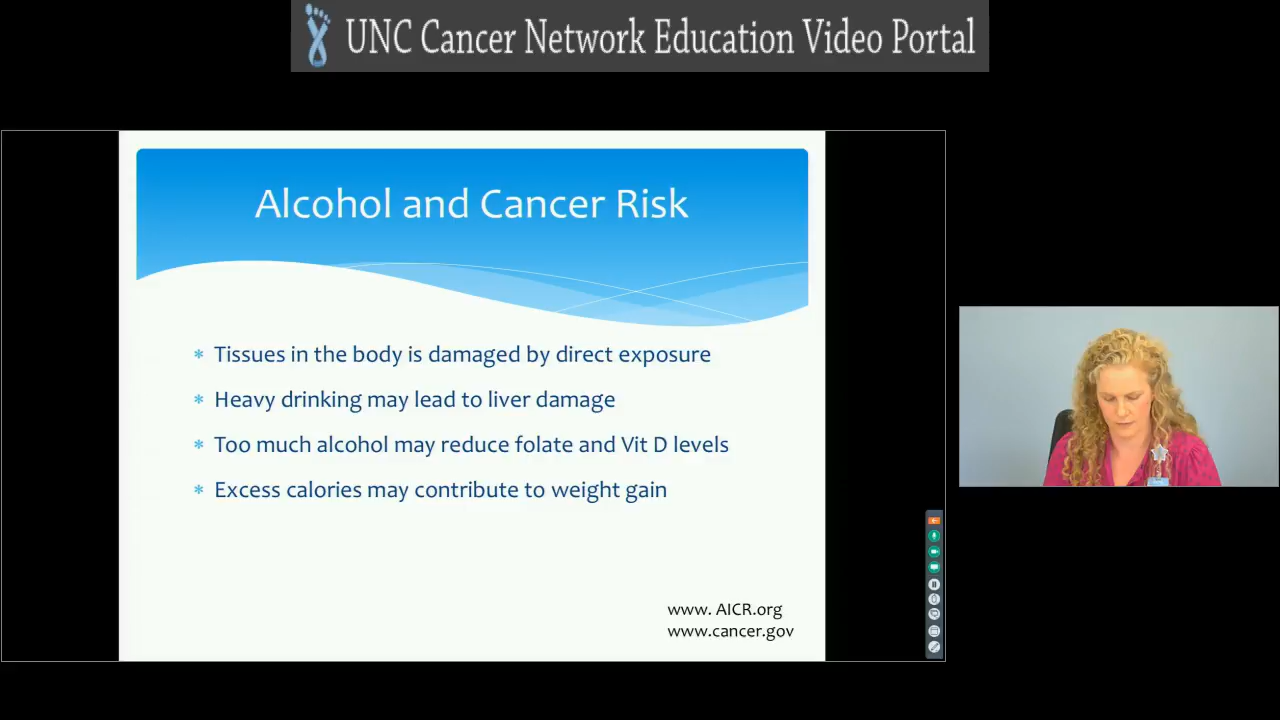 UNC Cancer Network Education Video Portal
Alcohol and Cancer Risk
* Tissues in the body is damaged by direct exposure
* Heavy drinking may lead to liver damage
* Too much alcohol may reduce folate and Vit D levels
* Excess calories may contribute to weight gain
www. AICR.org
www.cancer.gov